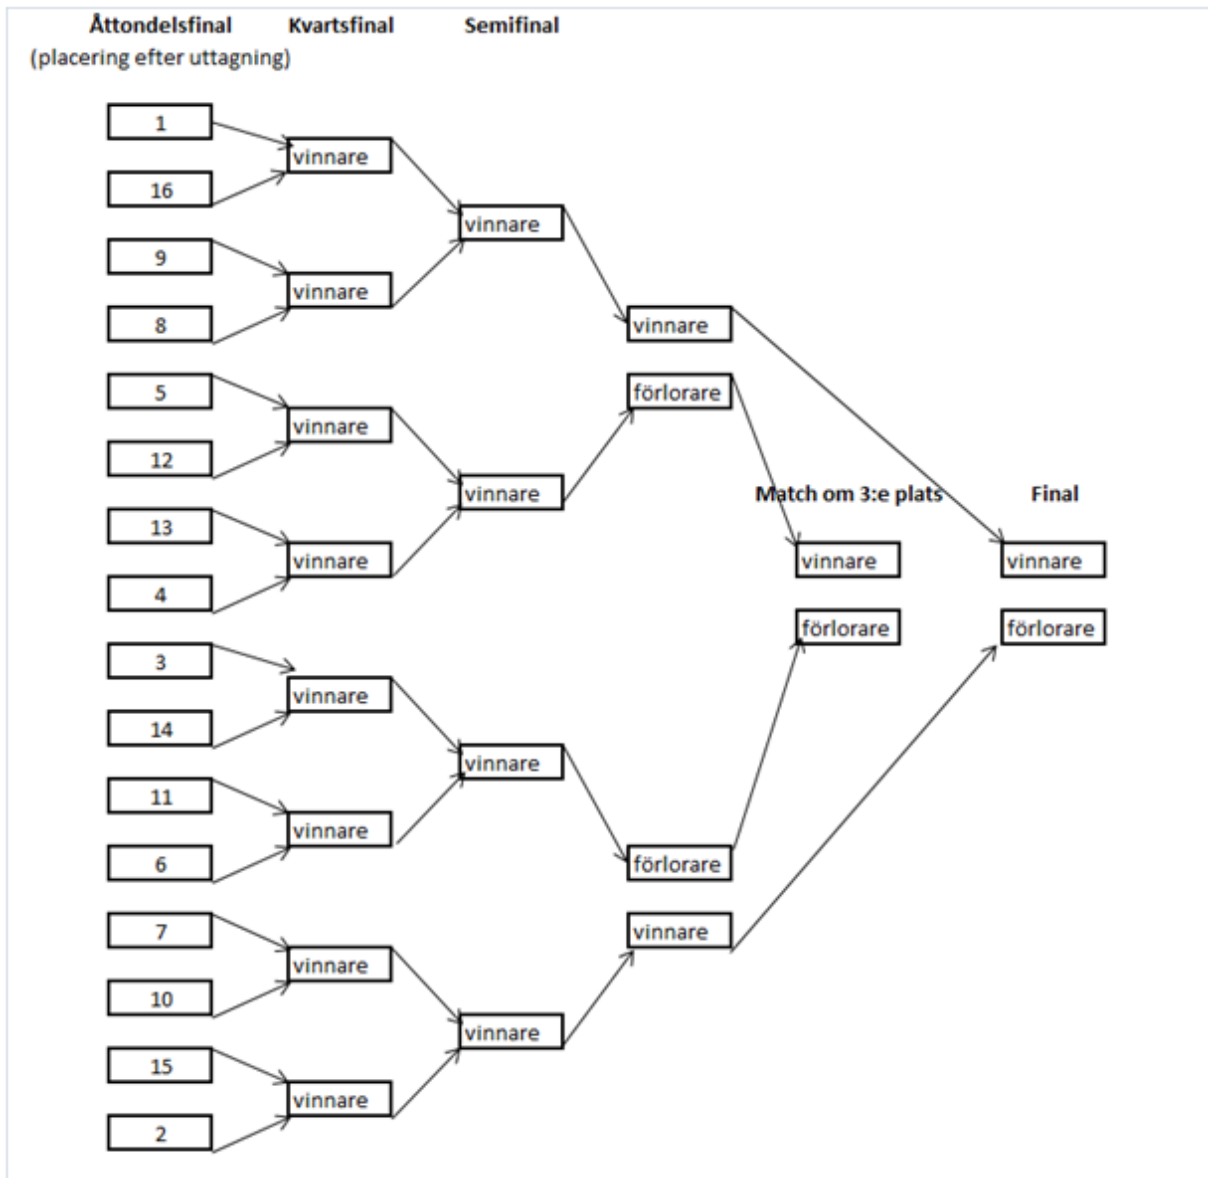 Åttondelsfinal Kvartsfinal Semifinal
(placering efter uttagning)
1
vinnare
16
vinnare
9
vinnare
8
vinnare
5
förlorare
vinnare
12
vinnare
Match om 3:e plats Final
13
vinnare
vinnare
vinnare
4
förlorare
förlorare
3
vinnare
14
vinnare
11
vinnare
6
förlorare
7
vinnare
vinnare
10
vinnare
15
vinnare
2